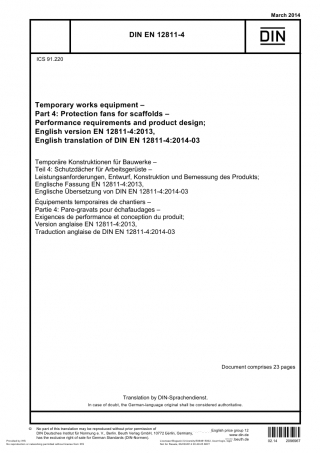 March 2014
DIN EN 12811-4
DIN
ICS 91.220
Temporary works equipment –
Part 4: Protection fans for scaffolds –
Performance requirements and product design;
English version EN 12811-4:2013,
English translation of DIN EN 12811-4:2014-03
Temporäre Konstruktionen für Bauwerke –
Teil 4: Schutzdächer für Arbeitsgerüste –
Leistungsanforderungen, Entwurf, Konstruktion und Bemessung des Produkts;
Englische Fassung EN 12811-4:2013,
Englische Übersetzung von DIN EN 12811-4:2014-03
Équipements temporaires de chantiers –
Partie 4: Pare-gravats pour échafaudages –
Exigences de performance et conception du produit;
Version anglaise EN 12811-4:2013,
Traduction anglaise de DIN EN 12811-4:2014-03
Document comprises 23 pages
Translation by DIN-Sprachendienst.
In case of doubt, the German-language original shall be considered authoritative.
© No part of this translation may be reproduced without prior permission of
DIN Deutsches Institut für Normung e. V., Berlin. Beuth Verlag GmbH, 10772 Berlin, Germany,
has the exclusive right of sale for German Standards (DIN-Normen).
English price group 12
www.din.de
www.beuth.de